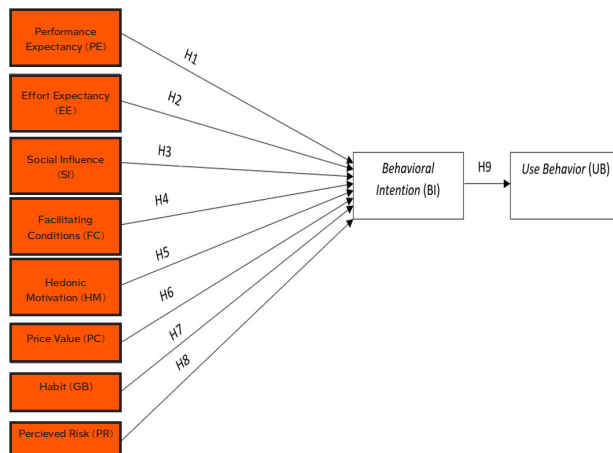 Performance
Expectancy (PE)
H1
Effort Expectancy
(EE)
H2
Social Influence
(SI)
H3
Facilitating
Conditions (FC)
H4
Hedonic
Motivation (HM)
H5
Price Value (PC)
H6
Habit (GB)
H7
Percieved Risk (PR)
H8
Behavioral
Intention (BI)
H9
Use Behavior (UB)